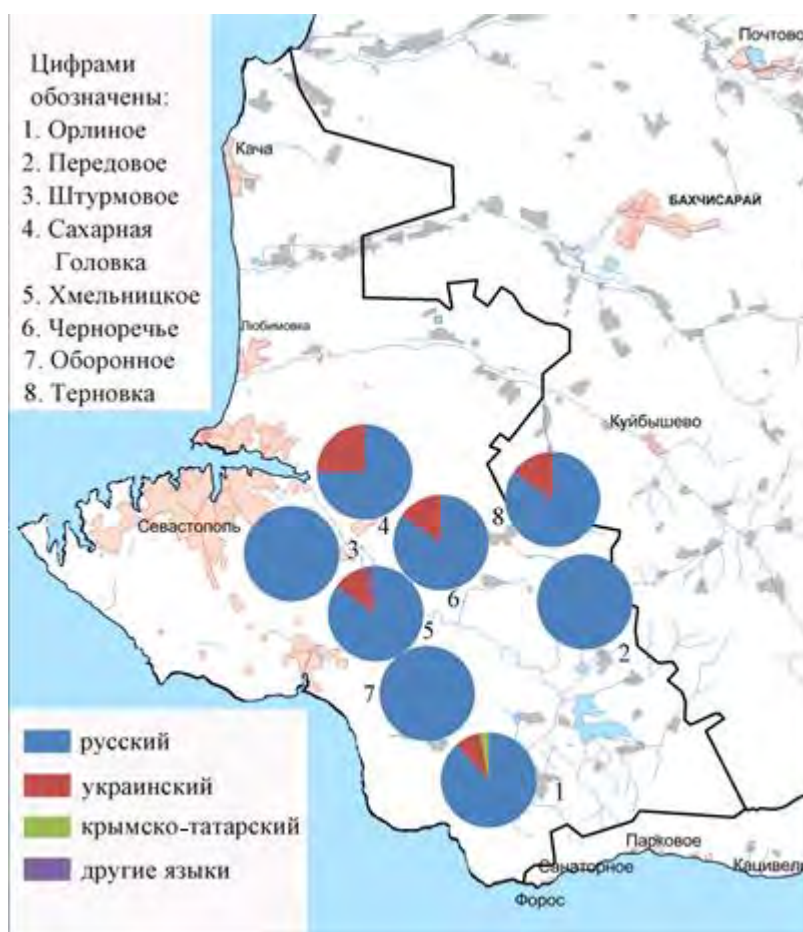 Цифрами
обозначены:
1. Орлиное
2. Передовое
3. Штурмовое
4. Сахарная
Головка
5. Хмельницкое
6. Черноречье
7. Оборонное
8. Терновка
Почтово
Кача
БАХЧИСАРАЙ
Любимовка
Куйбышево
Севастополь
4
8
3
6
5
2
7
1
русский
украинский
крымско-татарский
другие языки
Парковое
Санаторное
Кацивели
Форос